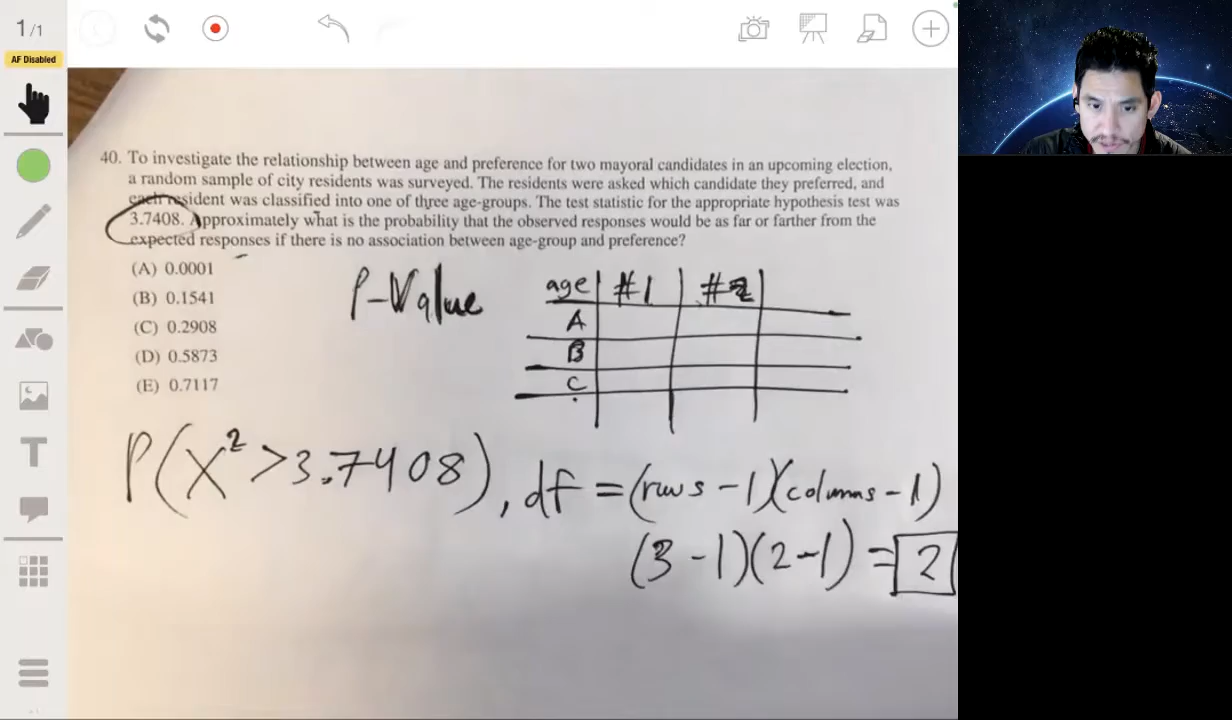 1/1
AF Disabled
40. To investigate the relationship between age and preference for two mayoral candidates in an upcoming election,
a random sample of city residents was surveyed. The residents were asked which candidate they preferred, and
each resident was classified into one of three age-groups. The test statistic for the appropriate hypothesis test was
3.7408. Approximately what is the probability that the observed responses would be as far or farther from the
expected responses if there is no association between age-group and preference?
(A) 0.0001
(B) 0.1541
(C) 0.2908
(D) 0.5873
(E) 0.7117
P-Value
age #1 #2
A
B
C
P(X² > 3.7408), df = (rows - 1)(columns - 1)
(3 - 1)(2 - 1) = 2
T